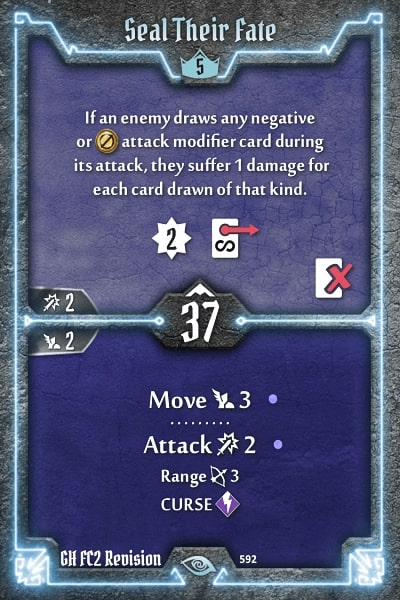 Seal Their Fate
5
If an enemy draws any negative
or attack modifier card during
its attack, they suffer 1 damage for
each card drawn of that kind.
2
2
37
2
Move 3
Attack 2
Range 3
CURSE
GH FC2 Revision
592